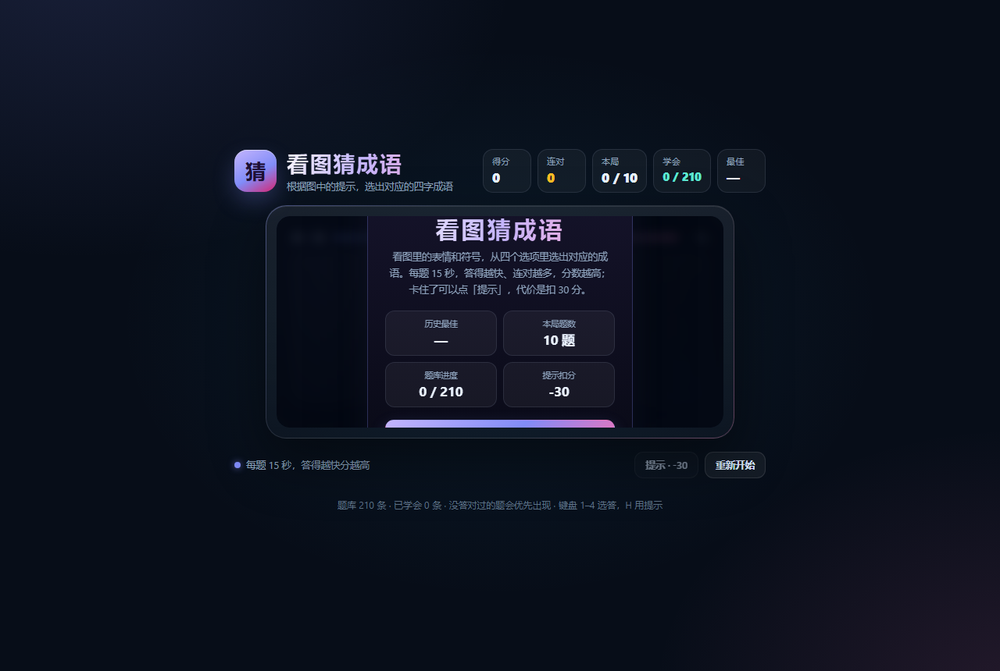 猜
看图猜成语
根据图中的提示，选出对应的四字成语
得分
0
连对
0
本局
0 / 10
学会
0 / 210
最佳
—
看图猜成语
看图里的表情和符号，从四个选项里选出对应的成
语。每题 15 秒，答得越快、连对越多，分数越高；
卡住了可以点「提示」，代价是扣 30 分。
历史最佳
—
本局题数
10 题
题库进度
0 / 210
提示扣分
-30
每题 15 秒，答得越快分越高
提示 · -30
重新开始
题库 210 条 · 已学会 0 条 · 没答对过的题会优先出现 · 键盘 1–4 选答，H 用提示